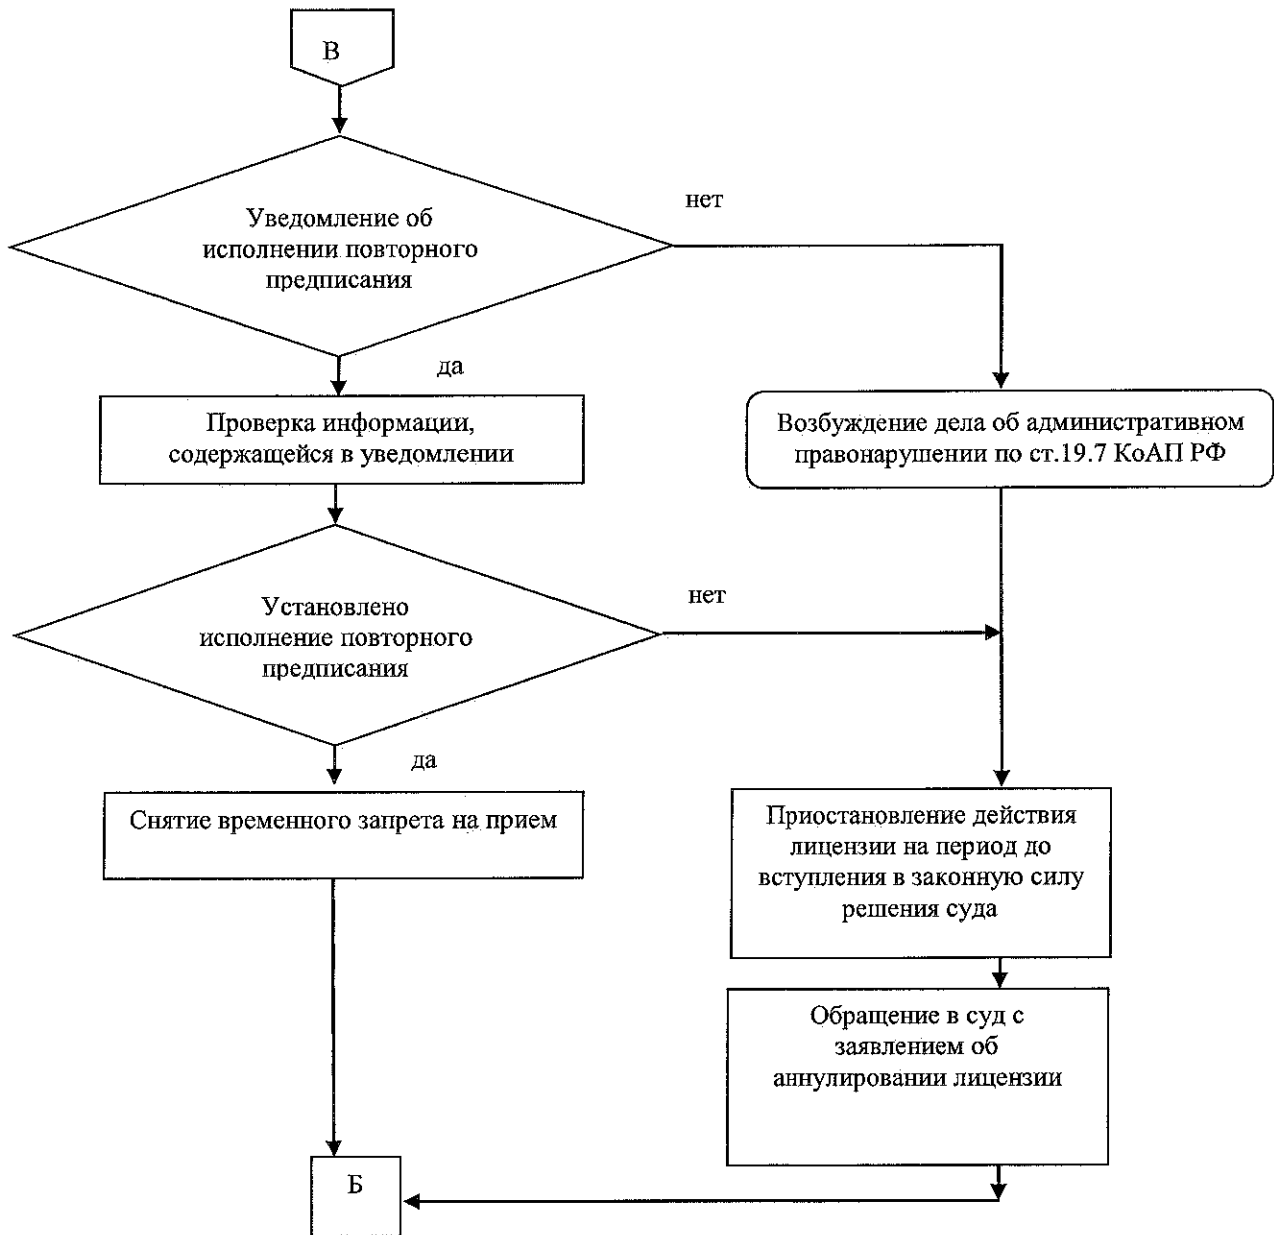 В
Уведомление об
исполнении повторного
предписания
нет
да
Проверка информации,
содержащейся в уведомлении
Возбуждение дела об административном
правонарушении по ст.19.7 КоАП РФ
Установлено
исполнение повторного
предписания
нет
да
Снятие временного запрета на прием
Приостановление действия
лицензии на период до
вступления в законную силу
решения суда
Обращение в суд с
заявлением об
аннулировании лицензии
Б